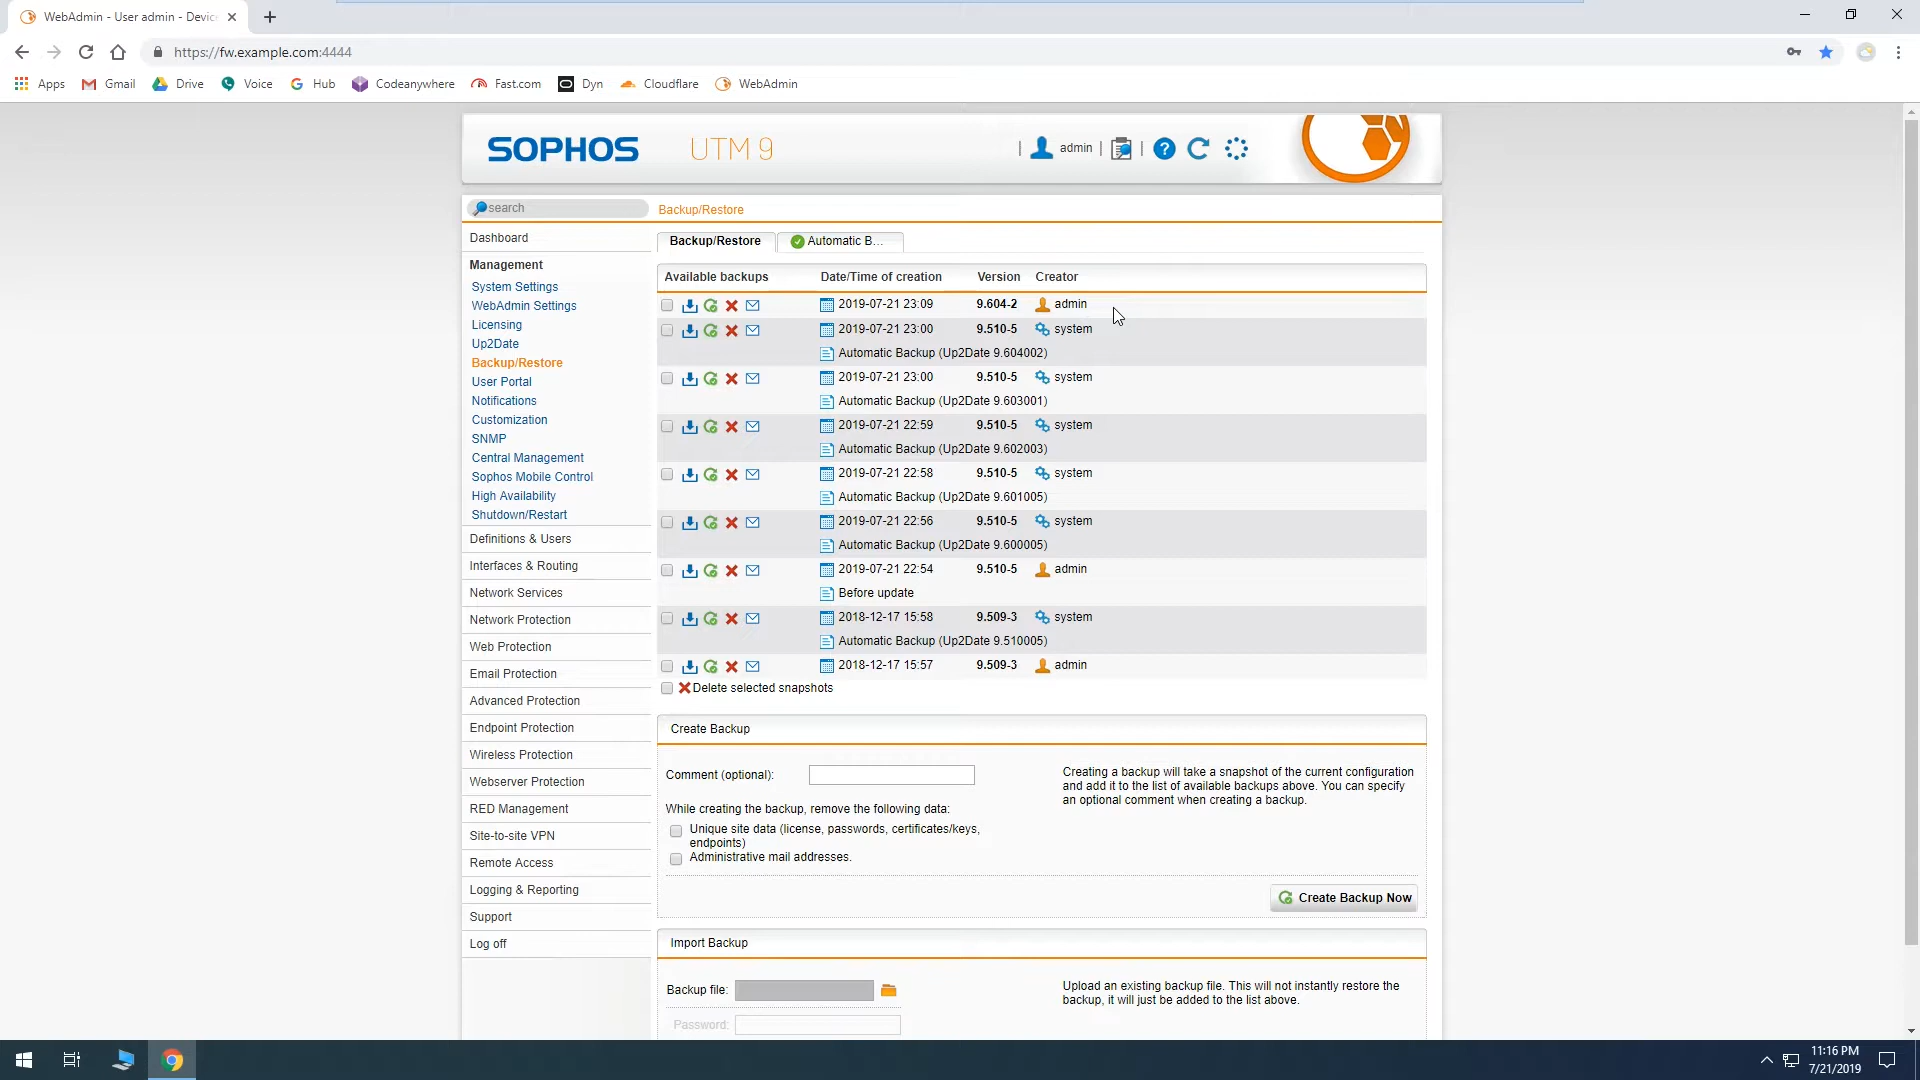 WebAdmin - User admin - Device
https://fw.example.com:4444
Apps Gmail Drive Voice Hub Codeanywhere Fast.com Dyn Cloudflare WebAdmin
SOPHOS UTM 9 | admin | | ?
search
Backup/Restore
Dashboard
Management
System Settings
WebAdmin Settings
Licensing
Up2Date
Backup/Restore
User Portal
Notifications
Customization
SNMP
Central Management
Sophos Mobile Control
High Availability
Shutdown/Restart
Definitions & Users
Interfaces & Routing
Network Services
Network Protection
Web Protection
Email Protection
Advanced Protection
Endpoint Protection
Wireless Protection
Webserver Protection
RED Management
Site-to-site VPN
Remote Access
Logging & Reporting
Support
Log off
Backup/Restore Automatic B...
Available backups Date/Time of creation Version Creator
2019-07-21 23:09 9.604-2 admin
2019-07-21 23:00 9.510-5 system
Automatic Backup (Up2Date 9.604002)
2019-07-21 23:00 9.510-5 system
Automatic Backup (Up2Date 9.603001)
2019-07-21 22:59 9.510-5 system
Automatic Backup (Up2Date 9.602003)
2019-07-21 22:58 9.510-5 system
Automatic Backup (Up2Date 9.601005)
2019-07-21 22:56 9.510-5 system
Automatic Backup (Up2Date 9.600005)
2019-07-21 22:54 9.510-5 admin
Before update
2018-12-17 15:58 9.509-3 system
Automatic Backup (Up2Date 9.510005)
2018-12-17 15:57 9.509-3 admin
Delete selected snapshots
Create Backup
Comment (optional):
While creating the backup, remove the following data:
Unique site data (license, passwords, certificates/keys,
endpoints)
Administrative mail addresses.
Creating a backup will take a snapshot of the current configuration
and add it to the list of available backups above. You can specify
an optional comment when creating a backup.
Create Backup Now
Import Backup
Backup file:
Password:
Upload an existing backup file. This will not instantly restore the
backup, it will just be added to the list above.
11:16 PM
7/21/2019